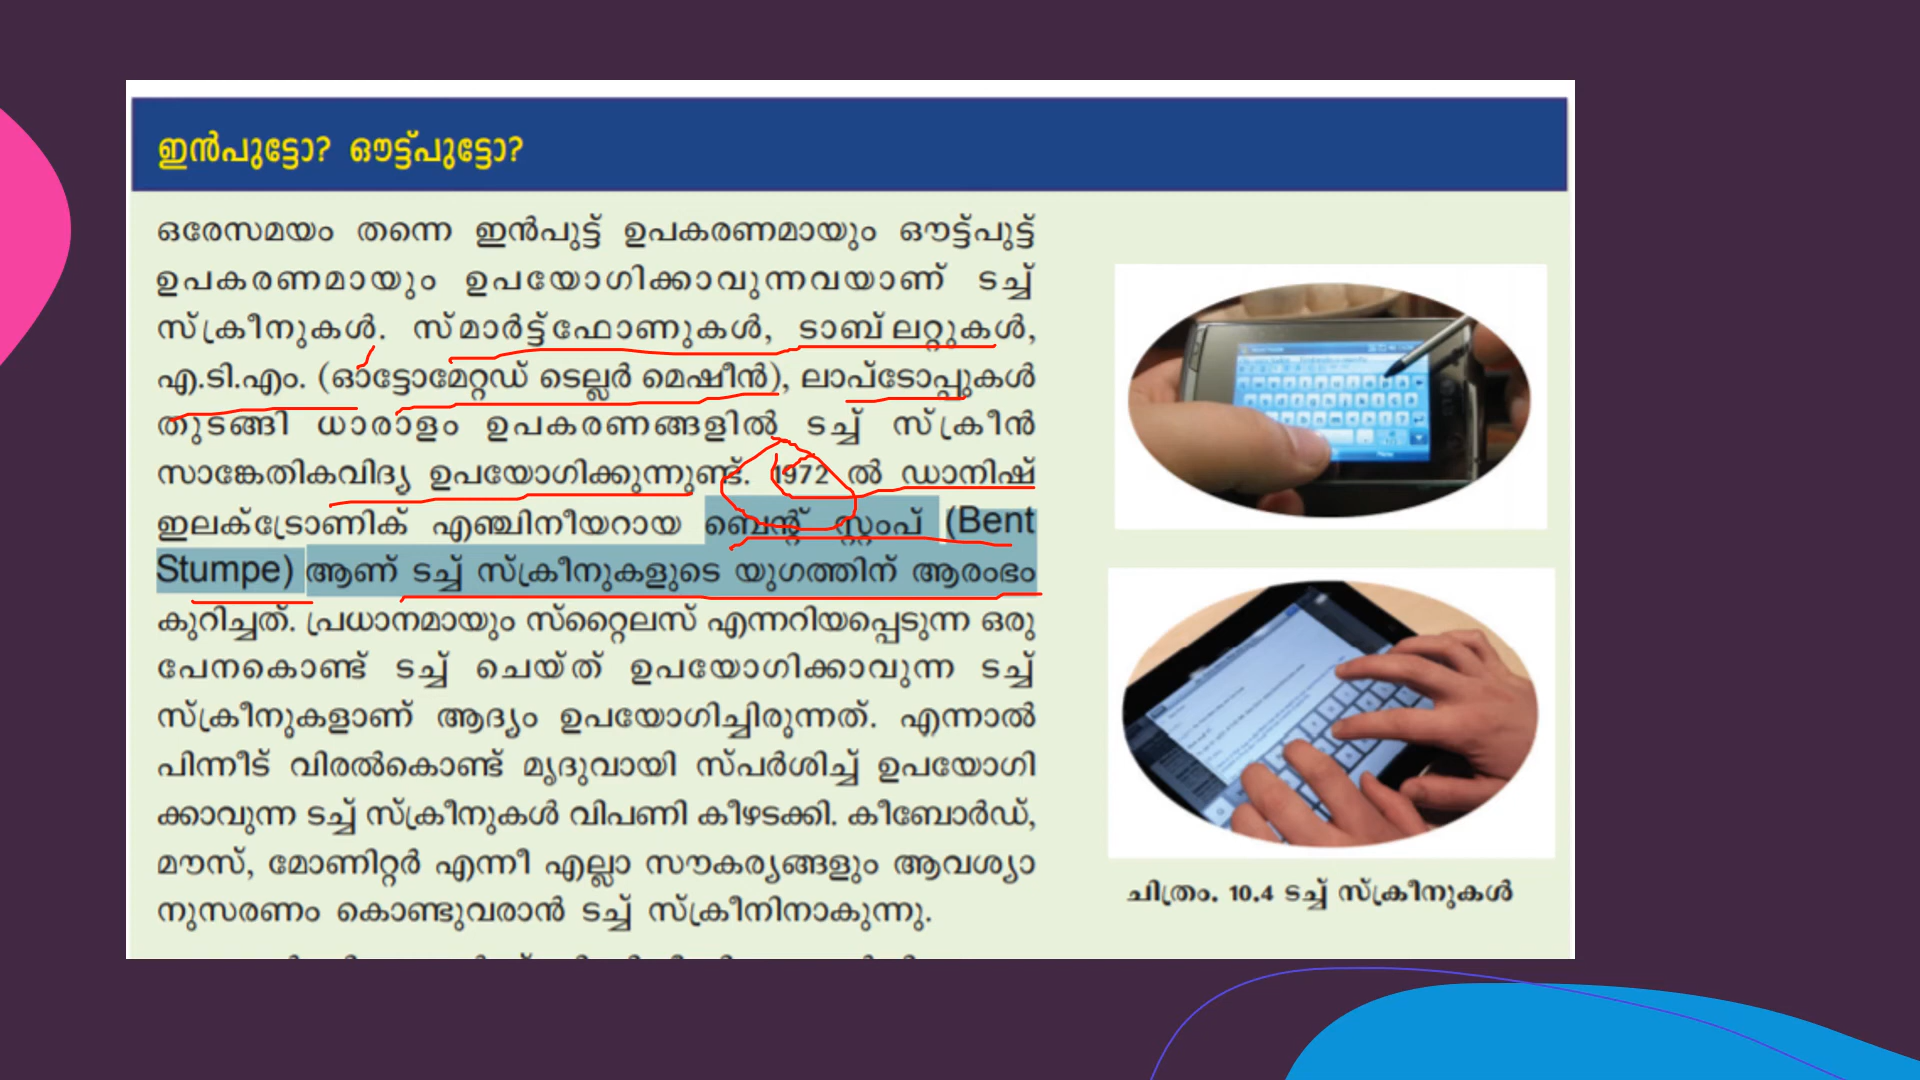 ഇൻപുട്ടോ? ഔട്ട്പുട്ടോ?
ഒരേസമയം തന്നെ ഇൻപുട്ട് ഉപകരണമായും ഔട്ട്പുട്ട്
ഉപകരണമായും ഉപയോഗിക്കാവുന്നവയാണ് ടച്ച്
സ്ക്രീനുകൾ. സ്മാർട്ട്ഫോണുകൾ, ടാബ്‌ലറ്റുകൾ,
എ.ടി.എം. (ഓട്ടോമേറ്റഡ് ടെല്ലർ മെഷീൻ), ലാപ്ടോപ്പുകൾ
തുടങ്ങി ധാരാളം ഉപകരണങ്ങളിൽ ടച്ച് സ്ക്രീൻ
സാങ്കേതികവിദ്യ ഉപയോഗിക്കുന്നുണ്ട്. 1972 ൽ ഡാനിഷ്
ഇലക്ട്രോണിക് എഞ്ചിനീയറായ ബെന്റ് സ്റ്റംപ് (Bent
Stumpe) ആണ് ടച്ച് സ്ക്രീനുകളുടെ യുഗത്തിന് ആരംഭം
കുറിച്ചത്. പ്രധാനമായും സ്റ്റൈലസ് എന്നറിയപ്പെടുന്ന ഒരു
പേനകൊണ്ട് ടച്ച് ചെയ്ത് ഉപയോഗിക്കാവുന്ന ടച്ച്
സ്ക്രീനുകളാണ് ആദ്യം ഉപയോഗിച്ചിരുന്നത്. എന്നാൽ
പിന്നീട് വിരൽകൊണ്ട് മൃദുവായി സ്പർശിച്ച് ഉപയോഗി
ക്കാവുന്ന ടച്ച് സ്ക്രീനുകൾ വിപണി കീഴടക്കി. കീബോർഡ്,
മൗസ്, മോണിറ്റർ എന്നീ എല്ലാ സൗകര്യങ്ങളും ആവശ്യാ
നുസരണം കൊണ്ടുവരാൻ ടച്ച് സ്ക്രീനിനാകുന്നു.
ചിത്രം. 10.4 ടച്ച് സ്ക്രീനുകൾ